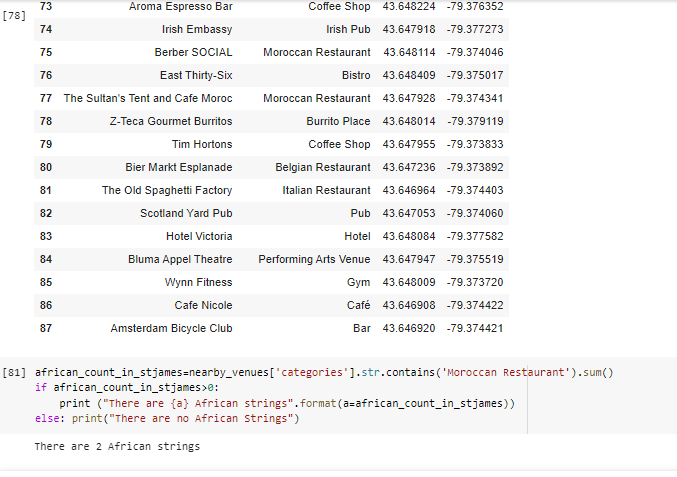 73 Aroma Espresso Bar Coffee Shop 43.648224 -79.376352
[78]
74 Irish Embassy Irish Pub 43.647918 -79.377273
75 Berber SOCIAL Moroccan Restaurant 43.648114 -79.374046
76 East Thirty-Six Bistro 43.648409 -79.375017
77 The Sultan's Tent and Cafe Moroc Moroccan Restaurant 43.647928 -79.374341
78 Z-Teca Gourmet Burritos Burrito Place 43.648014 -79.379119
79 Tim Hortons Coffee Shop 43.647955 -79.373833
80 Bier Markt Esplanade Belgian Restaurant 43.647236 -79.373892
81 The Old Spaghetti Factory Italian Restaurant 43.646964 -79.374403
82 Scotland Yard Pub Pub 43.647053 -79.374060
83 Hotel Victoria Hotel 43.648084 -79.377582
84 Bluma Appel Theatre Performing Arts Venue 43.647947 -79.375519
85 Wynn Fitness Gym 43.648009 -79.373720
86 Cafe Nicole Café 43.646908 -79.374422
87 Amsterdam Bicycle Club Bar 43.646920 -79.374421
[81] african_count_in_stjames=nearby_venues['categories'].str.contains('Moroccan Restaurant').sum()
if african_count_in_stjames>0:
print ("There are {a} African strings".format(a=african_count_in_stjames))
else: print("There are no African Strings")
There are 2 African strings